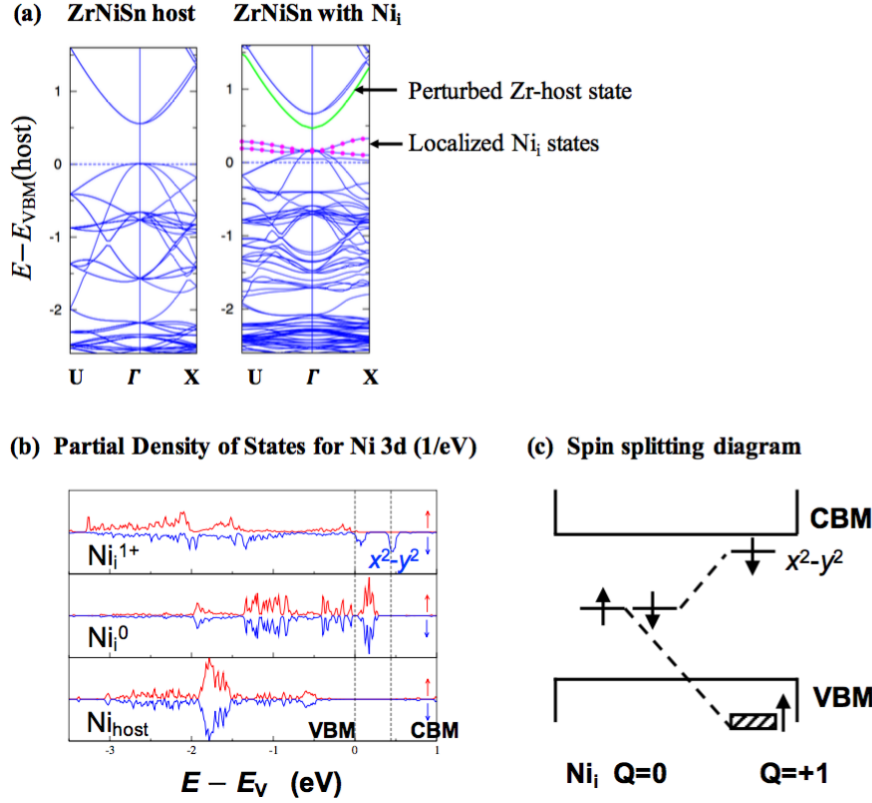 (a) ZrNiSn host ZrNiSn with Nii
E−EVBM(host)
1
0
-1
-2
1
0
-1
-2
Perturbed Zr-host state
Localized Nii states
U Γ X U Γ X
(b) Partial Density of States for Ni 3d (1/eV)
Nii1+
x2-y2
Nii0
Nihost
VBM CBM
-3 -2 -1 0 1
E − EV (eV)
(c) Spin splitting diagram
CBM
x2-y2
VBM
Nii Q=0 Q=+1